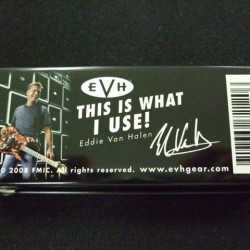 EVH
THIS IS WHAT
I USE!
Eddie Van Halen
© 2008 FMIC. All rights reserved. www.evhgear.com